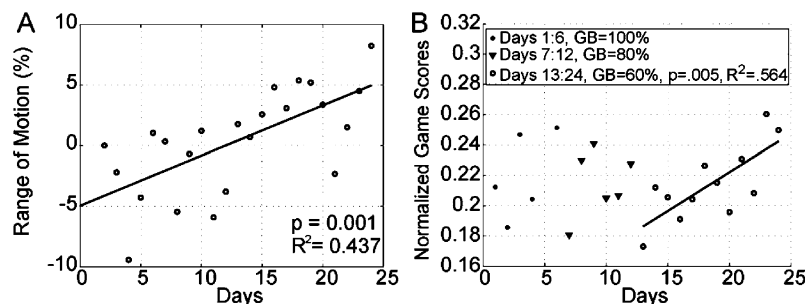 A
Range of Motion (%)
10
5
0
-5
-10
0 5 10 15 20 25
Days
p = 0.001
R²= 0.437
B
Normalized Game Scores
0.32
0.3
0.28
0.26
0.24
0.22
0.2
0.18
0.16
0 5 10 15 20 25
Days
Days 1:6, GB=100%
Days 7:12, GB=80%
Days 13:24, GB=60%, p=.005, R²=.564